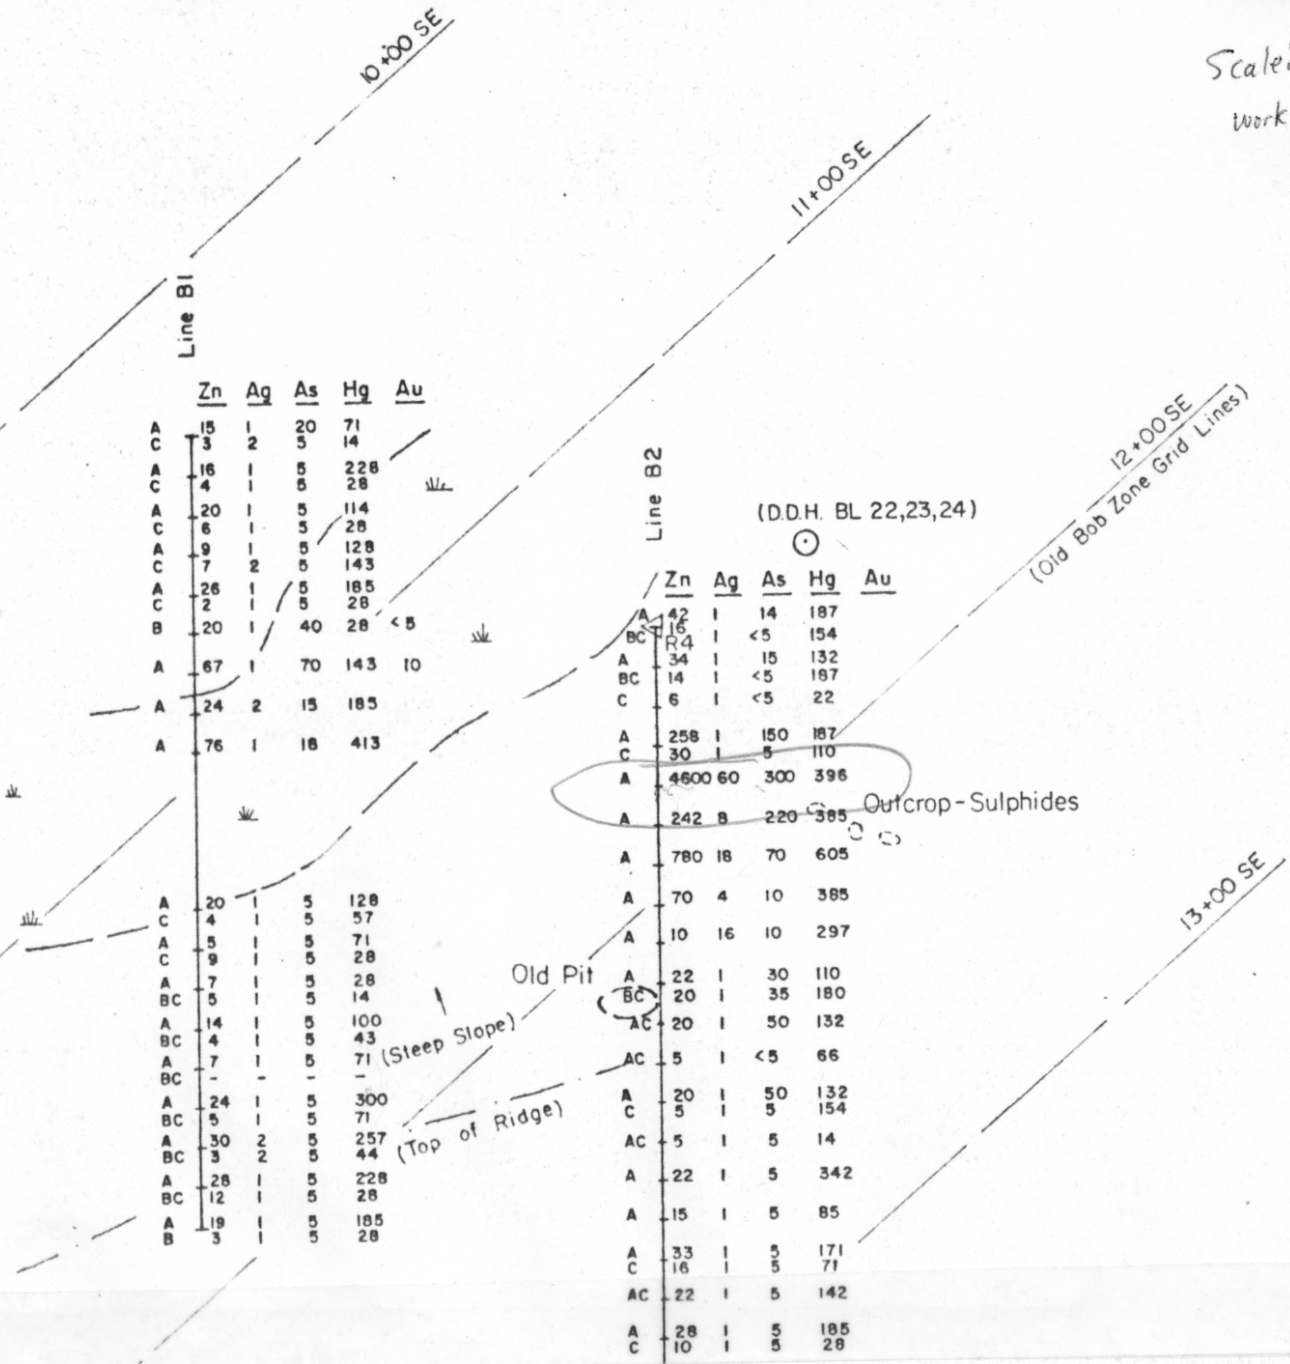 10+00 SE
Scale
work
11+00 SE
Line B1
Zn Ag As Hg Au
A 15 1 20 71
C 3 2 5 14
A 16 1 5 228
C 4 1 5 28
A 20 1 5 114
C 6 1 5 28
A 9 1 5 128
C 7 2 5 143
A 26 1 5 185
C 2 1 5 28
B 20 1 40 28 <5
A 67 1 70 143 10
A 24 2 15 185
A 76 1 18 413
A 20 1 5 128
C 4 1 5 57
A 5 1 5 71
C 9 1 5 28
A 7 1 5 28
BC 5 1 5 14
A 14 1 5 100
BC 4 1 5 43
A 7 1 5 71
BC - - - -
A 24 1 5 300
BC 5 1 5 71
A 30 2 5 257
BC 3 2 5 44
A 28 1 5 228
BC 12 1 5 28
A 19 1 5 185
B 3 1 5 28
(Steep Slope)
(Top of Ridge)
12+00 SE
(Old Bob Zone Grid Lines)
Line B2
(D.D.H. BL 22,23,24)
Zn Ag As Hg Au
A 42 1 14 187
BC 16 1 <5 154
R4
A 34 1 15 132
BC 14 1 <5 187
C 6 1 <5 22
A 258 1 150 187
C 30 1 5 110
A 4600 60 300 396
Outcrop-Sulphides
A 242 8 220 385
A 780 18 70 605
A 70 4 10 385
A 10 16 10 297
Old Pit
A 22 1 30 110
BC 20 1 35 180
AC 20 1 50 132
AC 5 1 <5 66
A 20 1 50 132
C 5 1 5 154
AC 5 1 5 14
A 22 1 5 342
A 15 1 5 85
A 33 1 5 171
C 16 1 5 71
AC 22 1 5 142
A 28 1 5 185
C 10 1 5 28
13+00 SE